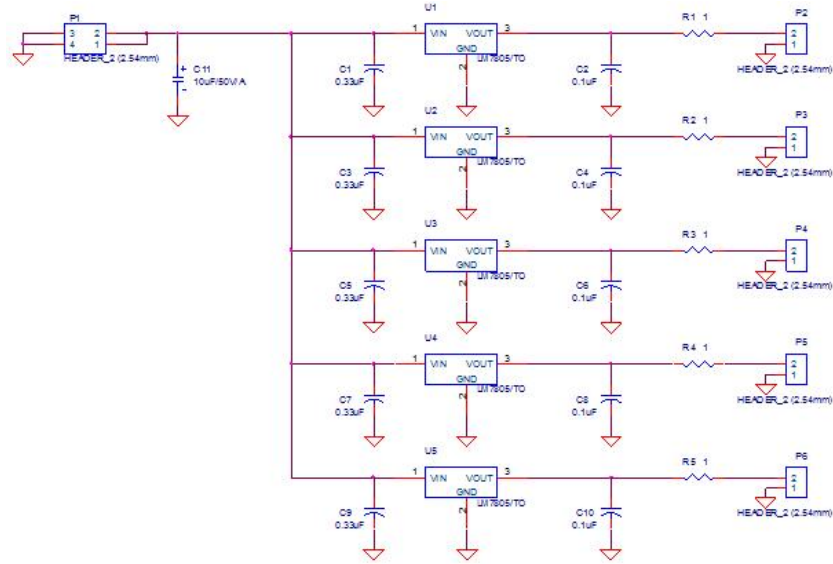 P1
3 2
4 1
HEADER_2 (2.54mm)
C11
10uF/50V/A
U1
1 VIN VOUT 3
GND
2
LM7805/TO
C1
0.33uF
C2
0.1uF
R1 1
P2
2
1
HEADER_2 (2.54mm)
U2
1 VIN VOUT 3
GND
2
LM7805/TO
C3
0.33uF
C4
0.1uF
R2 1
P3
2
1
HEADER_2 (2.54mm)
U3
1 VIN VOUT 3
GND
2
LM7805/TO
C5
0.33uF
C6
0.1uF
R3 1
P4
2
1
HEADER_2 (2.54mm)
U4
1 VIN VOUT 3
GND
2
LM7805/TO
C7
0.33uF
C8
0.1uF
R4 1
P5
2
1
HEADER_2 (2.54mm)
U5
1 VIN VOUT 3
GND
2
LM7805/TO
C9
0.33uF
C10
0.1uF
R5 1
P6
2
1
HEADER_2 (2.54mm)